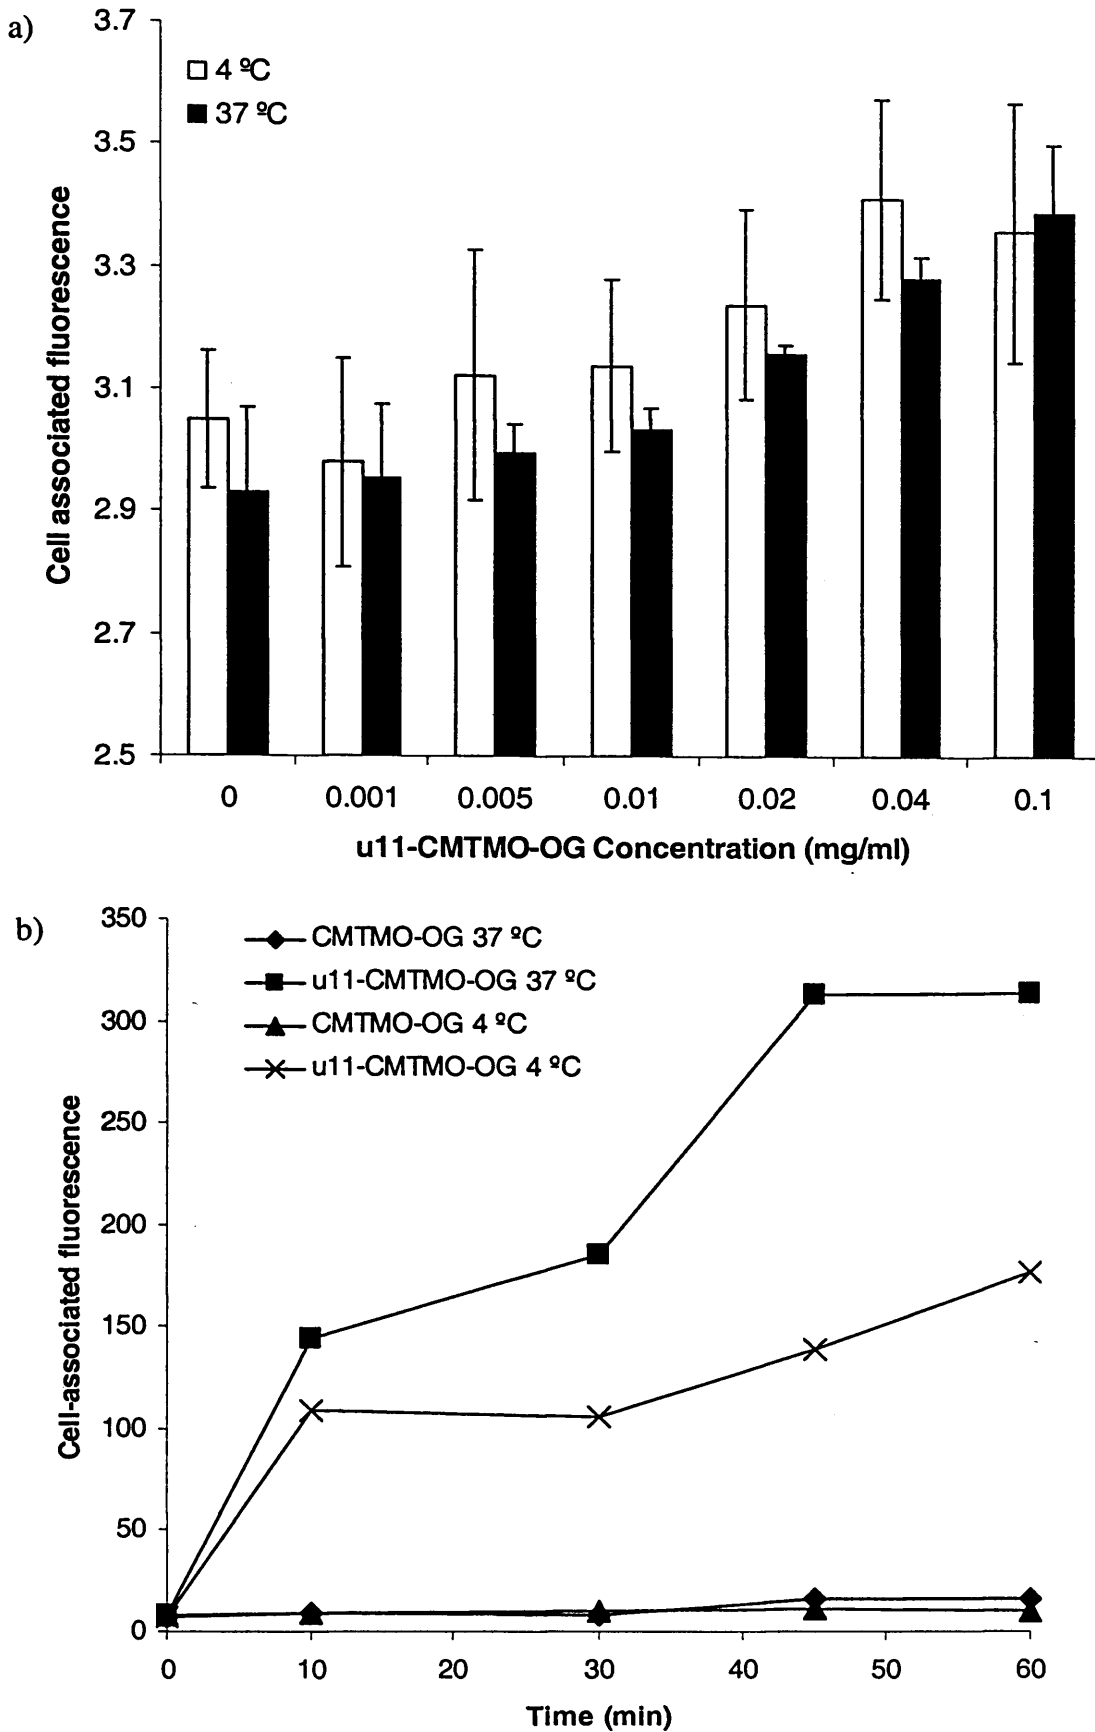 a)
3.7
4 ºC
37 ºC
3.5
3.3
3.1
2.9
2.7
2.5
Cell associated fluorescence
0 0.001 0.005 0.01 0.02 0.04 0.1
u11-CMTMO-OG Concentration (mg/ml)
b)
350
CMTMO-OG 37 ºC
u11-CMTMO-OG 37 ºC
CMTMO-OG 4 ºC
u11-CMTMO-OG 4 ºC
300
250
200
150
100
50
0
Cell-associated fluorescence
0 10 20 30 40 50 60
Time (min)